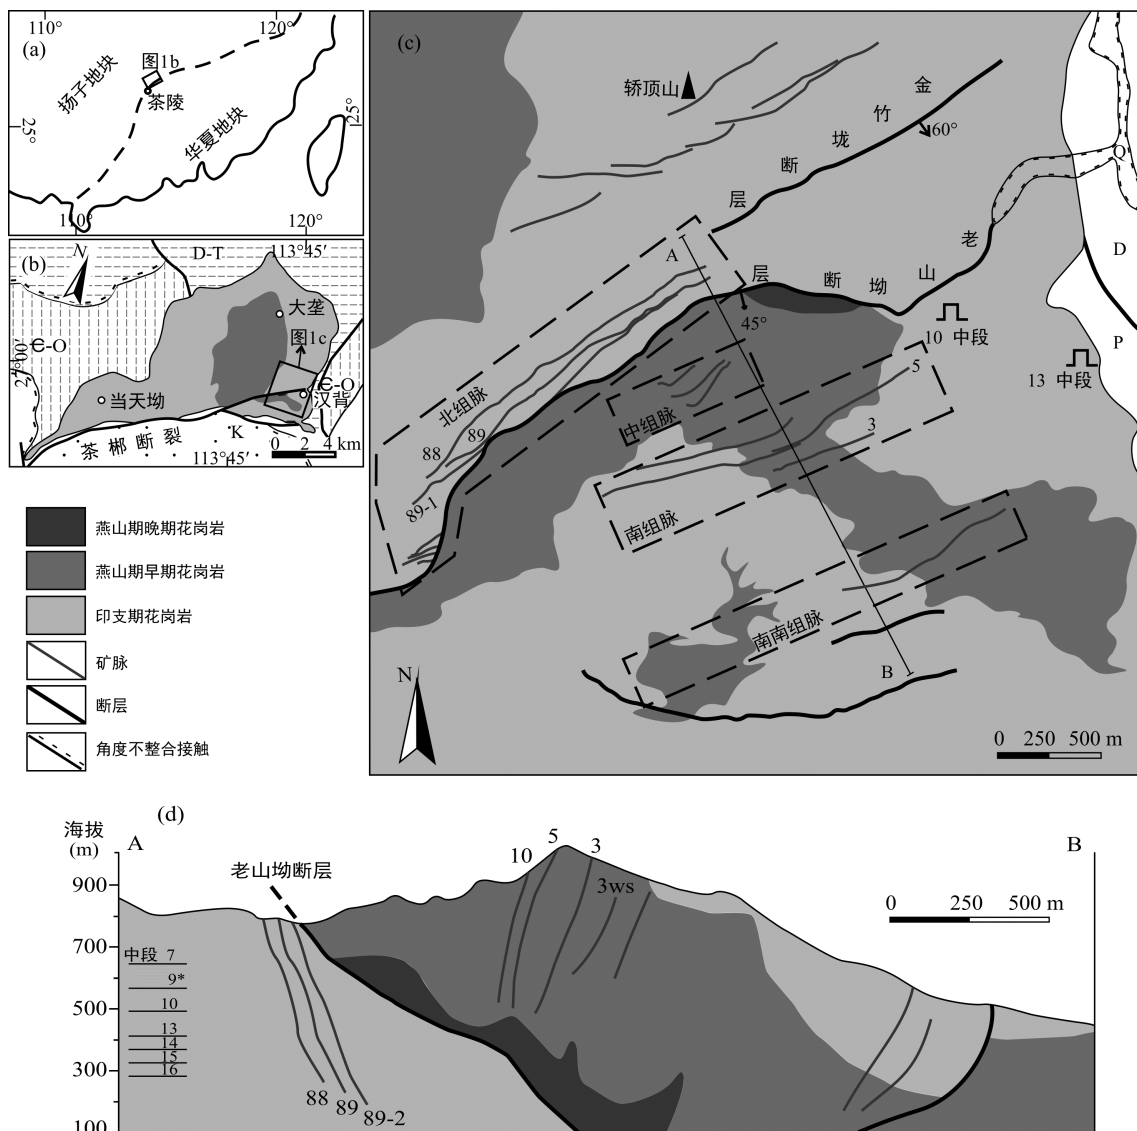 (a)
110°
120°
扬子地块
图1b
茶陵
华夏地块
25°
25°
110°
120°
(b)
N
D-T
113°45′
大垄
图1c
Є-O
27°00′
当天坳
Є-O
汉背
茶郴断裂
K
113°45′
0 2 4 km
燕山期晚期花岗岩
燕山期早期花岗岩
印支期花岗岩
矿脉
断层
角度不整合接触
(c)
轿顶山
金竹垅断层
60°
Q
D
P
老山坳断层
A
45°
10 中段
13 中段
5
3
北组脉
88
89
89-1
中组脉
南组脉
南南组脉
B
N
0 250 500 m
(d)
海拔
(m)
A
B
老山坳断层
10
5
3
3ws
0 250 500 m
900
700
500
300
100
中段 7
9*
10
13
14
15
16
88
89
89-2